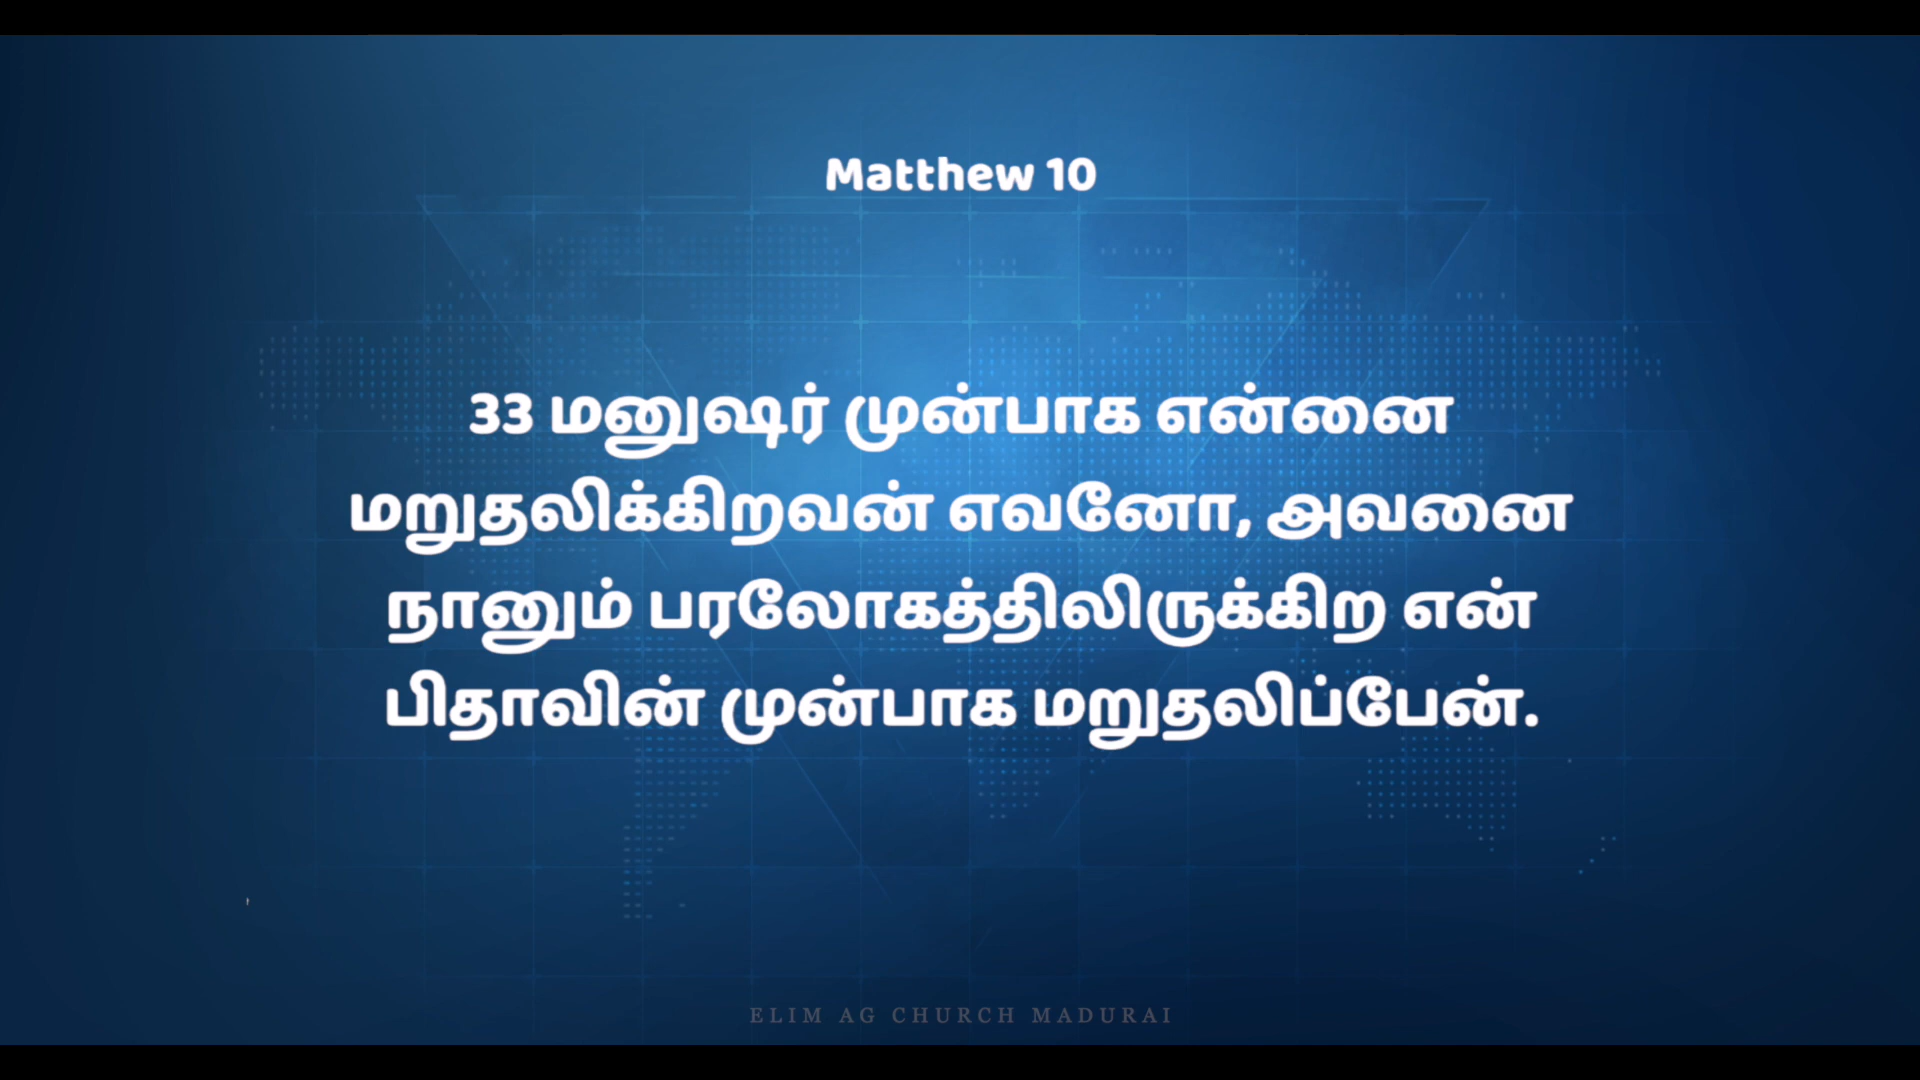 Matthew 10
33 மனுஷர் முன்பாக என்னை
மறுதலிக்கிறவன் எவனோ, அவனை
நானும் பரலோகத்திலிருக்கிற என்
பிதாவின் முன்பாக மறுதலிப்பேன்.
ELIM AG CHURCH MADURAI